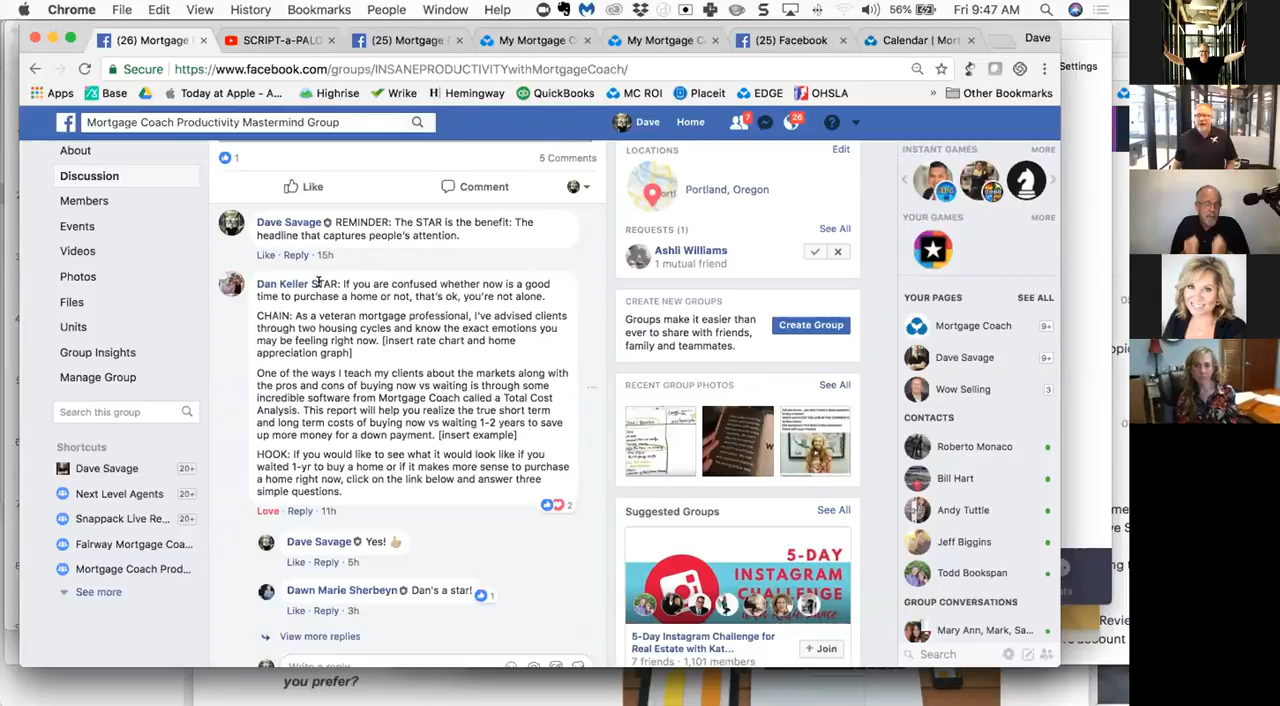 Chrome File Edit View History Bookmarks People Window Help 56% Fri 9:47 AM
(26) Mortgage
SCRIPT-a-PALO
My Mortgage C
(25) Facebook
Calendar | Mort
Dave
Secure https://www.facebook.com/groups/INSANEPRODUCTIVITYwithMortgageCoach/
Settings
Apps Base Today at Apple - A... Highrise Write Hemingway QuickBooks MC ROI Placeit EDGE OHSLA » Other Bookmarks
Mortgage Coach Productivity Mastermind Group
Dave Home 7 26
About
Discussion
Members
Events
Videos
Photos
Files
Units
Group Insights
Manage Group
Search this group
Shortcuts
Dave Savage 20+
Next Level Agents 20+
Snappack Live Re... 20+
Fairway Mortgage Coa...
Mortgage Coach Prod...
See more
1
5 Comments
Like Comment
Dave Savage REMINDER: The STAR is the benefit: The
headline that captures people's attention.
Like · Reply · 15h
Dan Keller STAR: If you are confused whether now is a good
time to purchase a home or not, that's ok, you're not alone.
CHAIN: As a veteran mortgage professional, I've advised clients
through two housing cycles and know the exact emotions you
may be feeling right now. [insert rate chart and home
appreciation graph]
One of the ways I teach my clients about the markets along with
the pros and cons of buying now vs waiting is through some
incredible software from Mortgage Coach called a Total Cost
Analysis. This report will help you realize the true short term
and long term costs of buying now vs waiting 1-2 years to save
up more money for a down payment. [insert example]
HOOK: If you would like to see what it would look like if you
waited 1-yr to buy a home or if it makes more sense to purchase
a home right now, click on the link below and answer three
simple questions.
Love · Reply · 11h
2
Dave Savage Yes!
Like · Reply · 5h
Dawn Marie Sherbeyn Dan's a star!
1
Like · Reply · 3h
View more replies
Write a reply...
you prefer?
LOCATIONS Edit
Portland, Oregon
REQUESTS (1) See All
Ashli Williams
1 mutual friend
CREATE NEW GROUPS
Groups make it easier than
ever to share with friends,
family and teammates.
Create Group
RECENT GROUP PHOTOS See All
Suggested Groups See All
5-DAY
INSTAGRAM
CHALLENGE
5-Day Instagram Challenge for
Real Estate with Kat...
7 friends · 1,101 members
+ Join
INSTANT GAMES MORE
YOUR GAMES MORE
YOUR PAGES SEE ALL
Mortgage Coach 9+
Dave Savage 9+
Wow Selling 3
CONTACTS
Roberto Monaco
Bill Hart
Andy Tuttle
Jeff Biggins
Todd Bookspan
GROUP CONVERSATIONS
Mary Ann, Mark, Sa...
Search